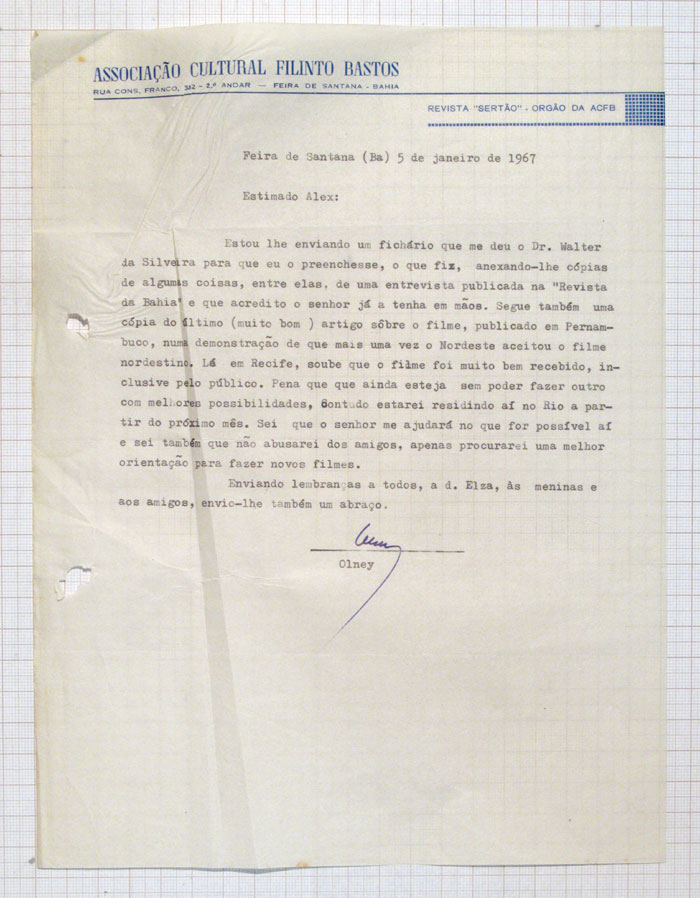 ASSOCIAÇÃO CULTURAL FILINTO BASTOS
RUA CONS. FRANCO, 332 - 2.º ANDAR — FEIRA DE SANTANA - BAHIA
REVISTA "SERTÃO" - ORGÃO DA ACFB
Feira de Santana (Ba) 5 de janeiro de 1967
Estimado Alex:
Estou lhe enviando um fichário que me deu o Dr. Walter
da Silveira para que eu o preenchesse, o que fiz, anexando-lhe cópias
de algumas coisas, entre elas, de uma entrevista publicada na "Revista
da Bahia" e que acredito o senhor já a tenha em mãos. Segue também uma
cópia do último (muito bom ) artigo sôbre o filme, publicado em Pernam-
buco, numa demonstração de que mais uma vez o Nordeste aceitou o filme
nordestino. Lá em Recife, soube que o filme foi muito bem recebido, in-
clusive pelo público. Pena que que ainda esteja sem poder fazer outro
com melhores possibilidades, Contudo estarei residindo aí no Rio a par-
tir do próximo mês. Sei que o senhor me ajudará no que for possível aí
e sei também que não abusarei dos amigos, apenas procurarei uma melhor
orientação para fazer novos filmes.
Enviando lembranças a todos, a d. Elza, às meninas e
aos amigos, envio-lhe também um abraço.
Olney